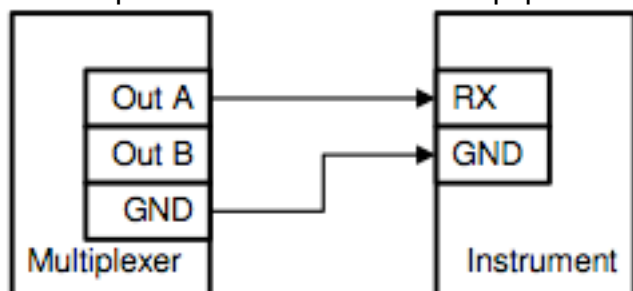 Out A
RX
Out B
GND
GND
Multiplexer
Instrument